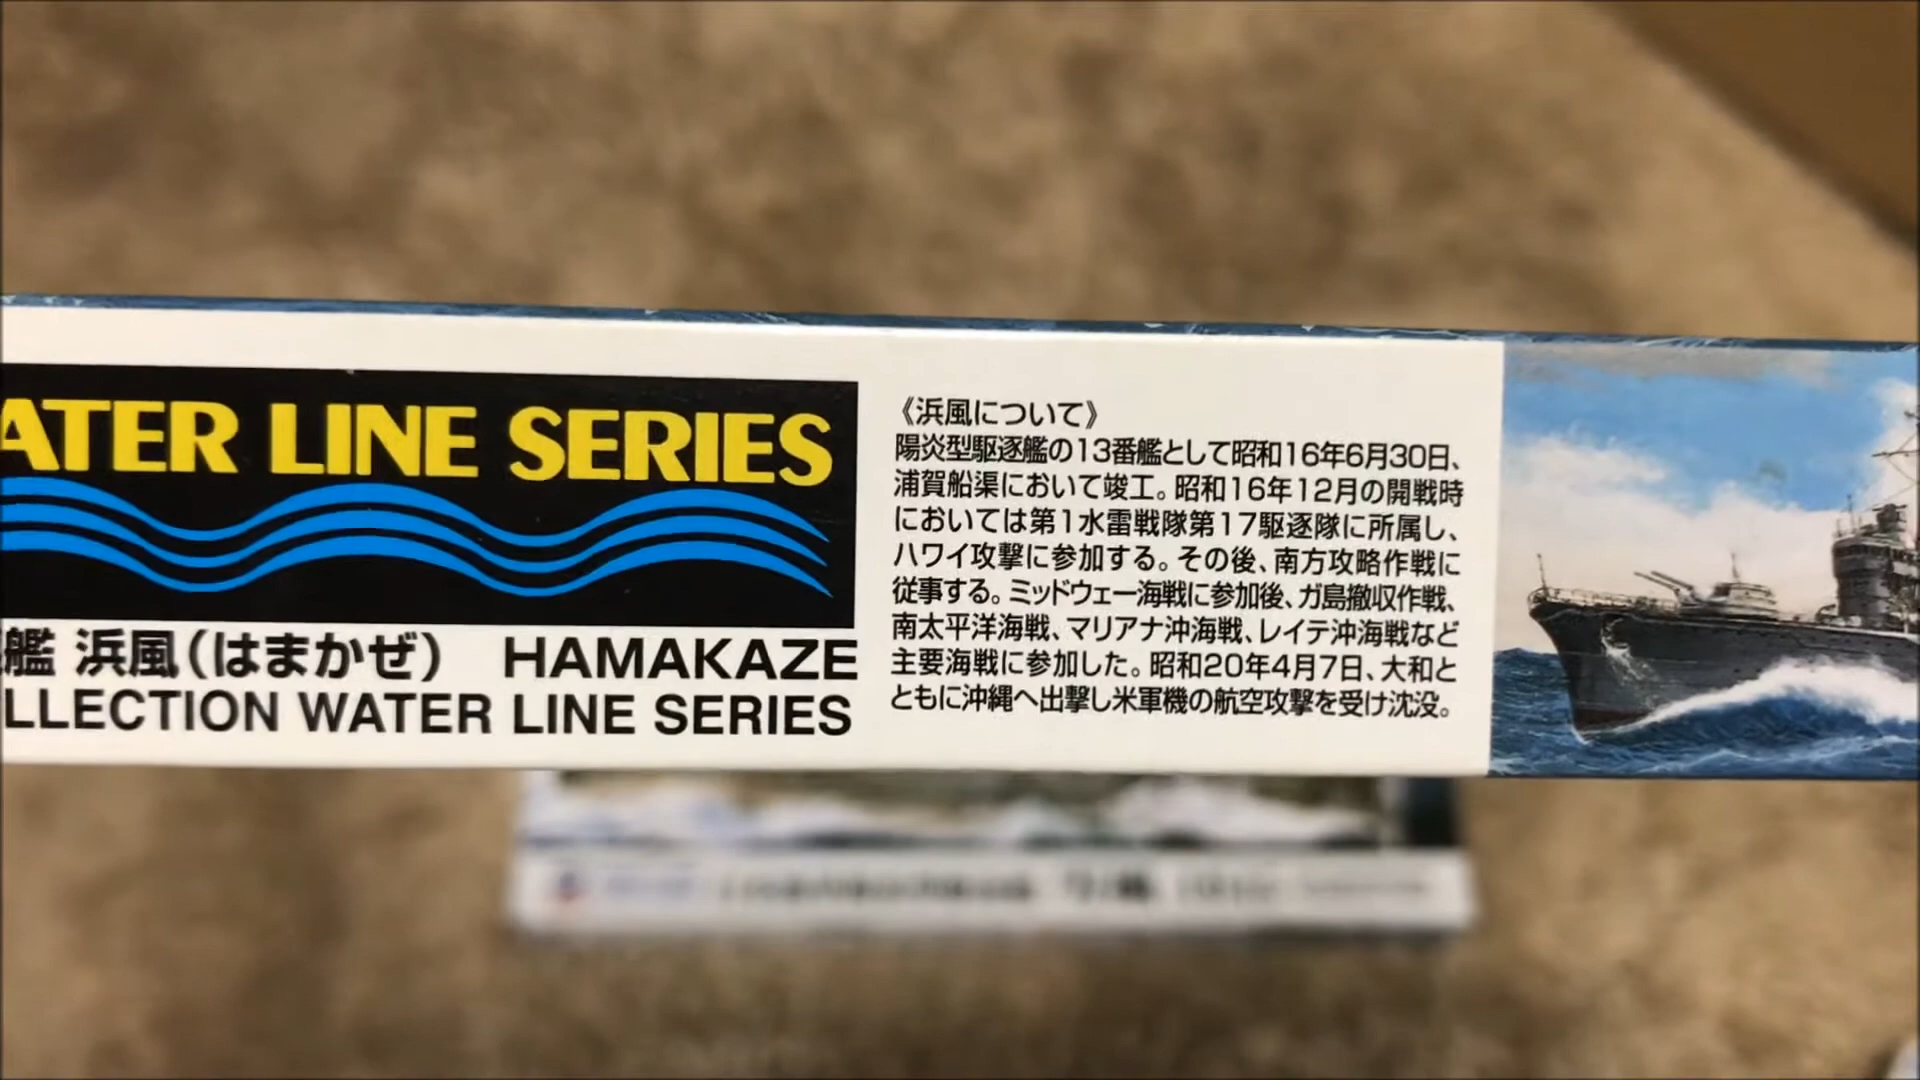 ATER LINE SERIES
艦 浜風(はまかぜ) HAMAKAZE
LLECTION WATER LINE SERIES
《浜風について》
陽炎型駆逐艦の13番艦として昭和16年6月30日、
浦賀船渠において竣工。昭和16年12月の開戦時
においては第1水雷戦隊第17駆逐隊に所属し、
ハワイ攻撃に参加する。その後、南方攻略作戦に
従事する。ミッドウェー海戦に参加後、ガ島撤収作戦、
南太平洋海戦、マリアナ沖海戦、レイテ沖海戦など
主要海戦に参加した。昭和20年4月7日、大和と
ともに沖縄へ出撃し米軍機の航空攻撃を受け沈没。